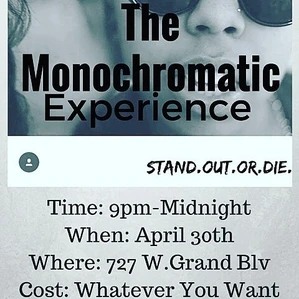 The
Monochromatic
Experience
STAND.OUT.OR.DIE.
Time: 9pm-Midnight
When: April 30th
Where: 727 W.Grand Blv
Cost: Whatever You Want